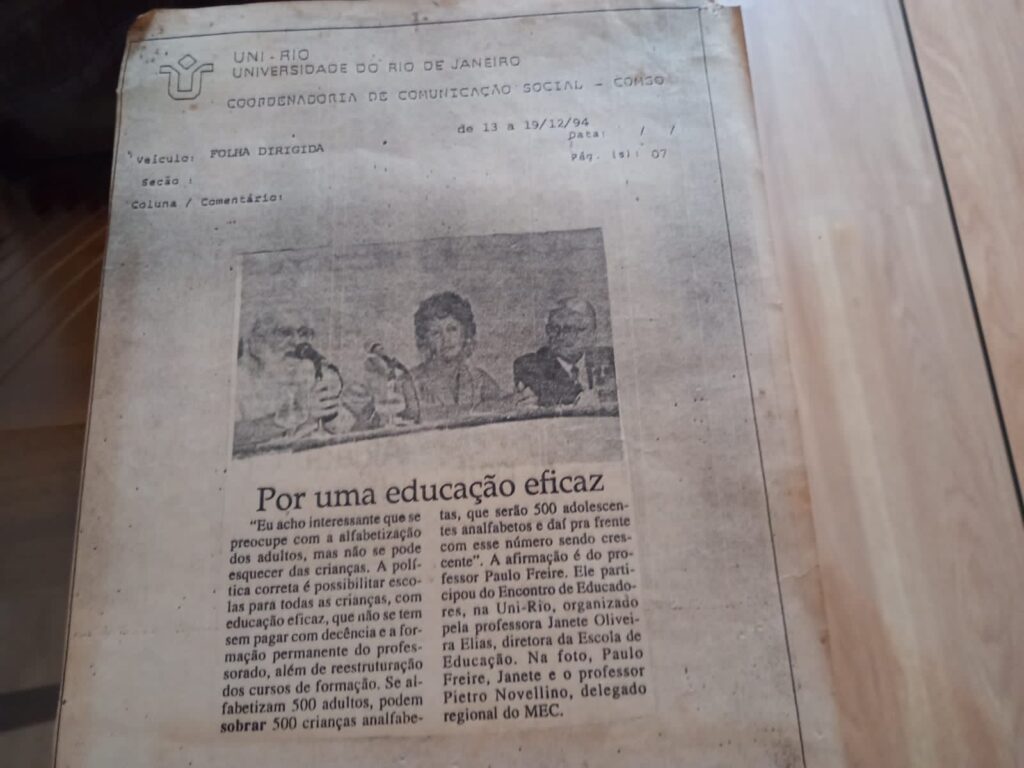 UNI-RIO
UNIVERSIDADE DO RIO DE JANEIRO
COORDENADORIA DE COMUNICAÇÃO SOCIAL - COMSO
de 13 a 19/12/94
Data: / /
Veículo: FOLHA DIRIGIDA
Pág. (s): 07
Secão :
Coluna / Comentário:
Por uma educação eficaz
"Eu acho interessante que se
preocupe com a alfabetização
dos adultos, mas não se pode
esquecer das crianças. A polí-
tica correta é possibilitar esco-
las para todas as crianças, com
educação eficaz, que não se tem
sem pagar com decência e a for-
mação permanente do profes-
sorado, além de reestruturação
dos cursos de formação. Se al-
fabetizam 500 adultos, podem
sobrar 500 crianças analfabe-
tas, que serão 500 adolescen-
tes analfabetos e daí pra frente
com esse número sendo cres-
cente". A afirmação é do pro-
fessor Paulo Freire. Ele parti-
cipou do Encontro de Educado-
res, na Uni-Rio, organizado
pela professora Janete Olivei-
ra Elias, diretora da Escola de
Educação. Na foto, Paulo
Freire, Janete e o professor
Pietro Novellino, delegado
regional do MEC.